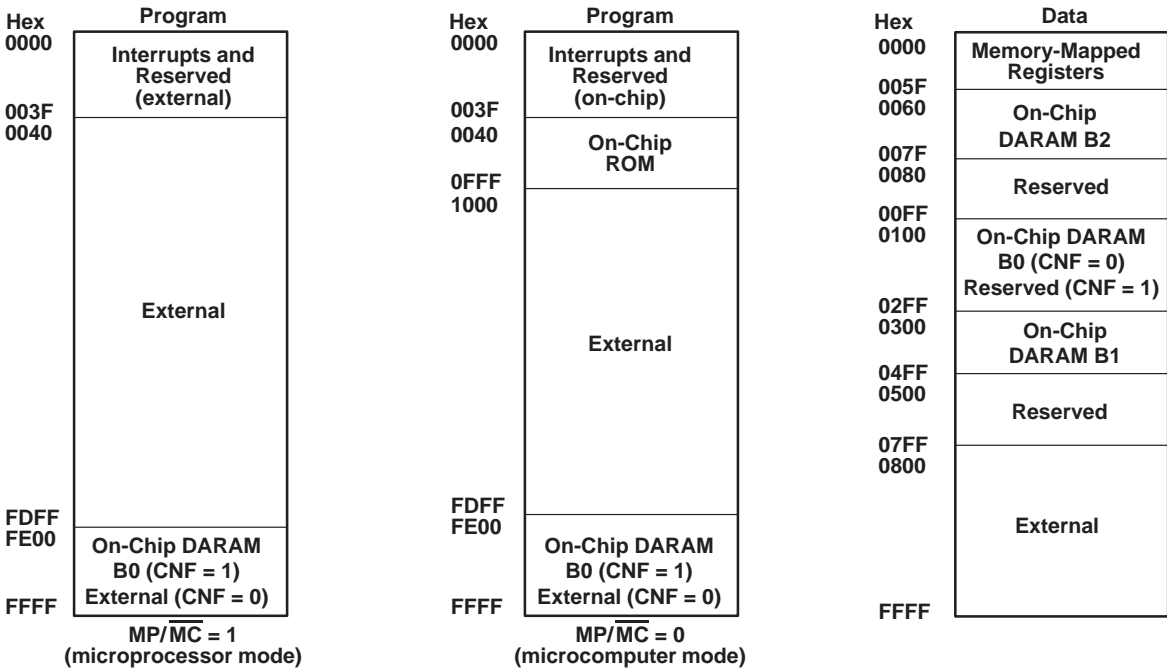 Hex
Program
0000
Interrupts and
Reserved
(external)
003F
0040
External
FDFF
FE00
On-Chip DARAM
B0 (CNF = 1)
External (CNF = 0)
FFFF
MP/M̅C̅ = 1
(microprocessor mode)
Program
Hex
0000
Interrupts and
Reserved
(on-chip)
003F
0040
On-Chip
ROM
0FFF
1000
External
FDFF
FE00
On-Chip DARAM
B0 (CNF = 1)
External (CNF = 0)
FFFF
MP/M̅C̅ = 0
(microcomputer mode)
Hex
Data
0000
Memory-Mapped
Registers
005F
0060
On-Chip
DARAM B2
007F
0080
Reserved
00FF
0100
On-Chip DARAM
B0 (CNF = 0)
Reserved (CNF = 1)
02FF
0300
On-Chip
DARAM B1
04FF
0500
Reserved
07FF
0800
External
FFFF